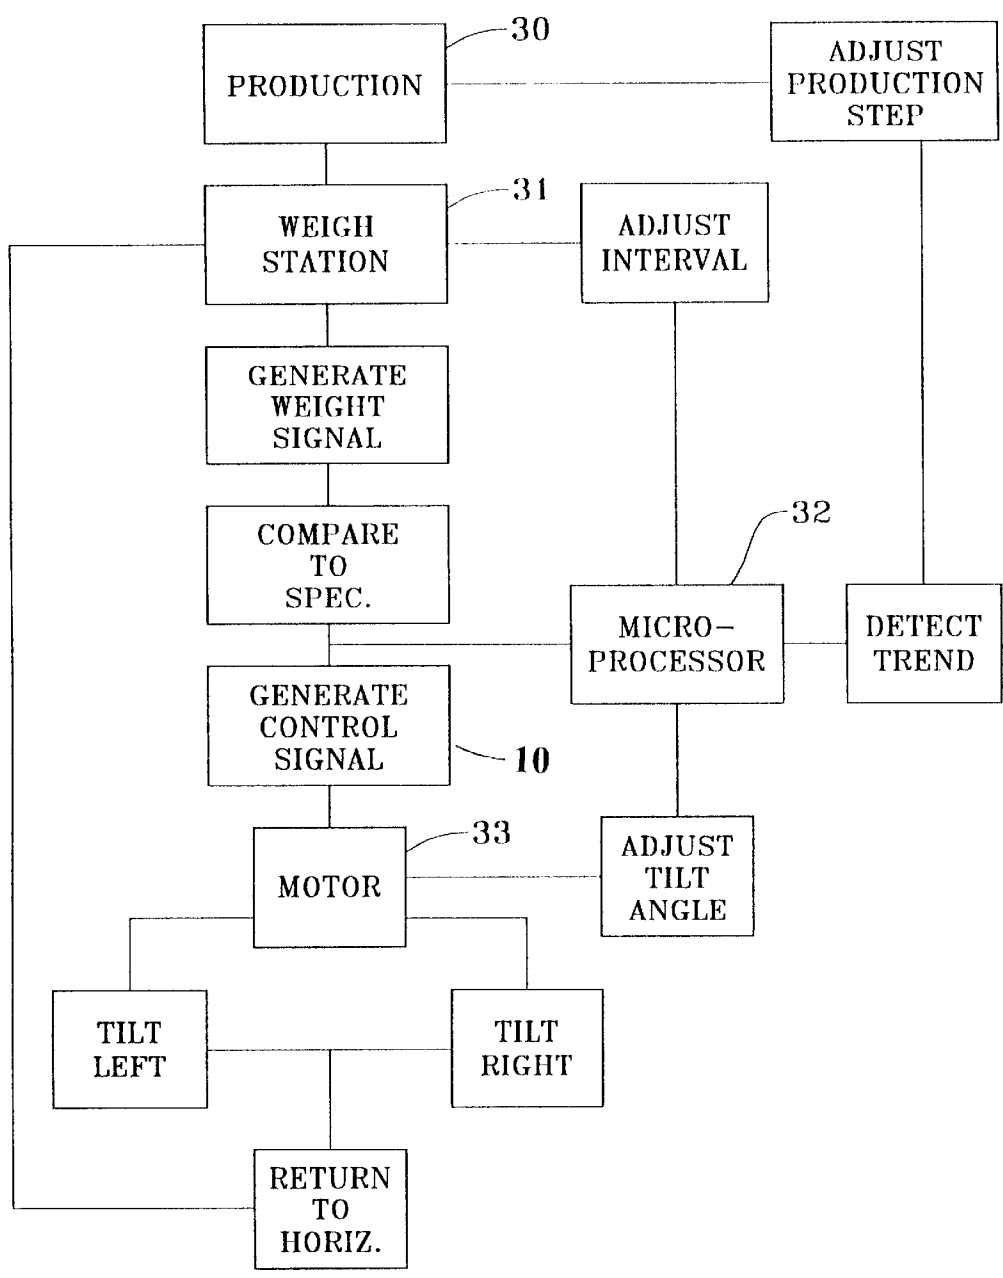 30
PRODUCTION
ADJUST
PRODUCTION
STEP
31
WEIGH
STATION
ADJUST
INTERVAL
GENERATE
WEIGHT
SIGNAL
32
COMPARE
TO
SPEC.
MICRO-
PROCESSOR
DETECT
TREND
GENERATE
CONTROL
SIGNAL
10
33
MOTOR
ADJUST
TILT
ANGLE
TILT
LEFT
TILT
RIGHT
RETURN
TO
HORIZ.